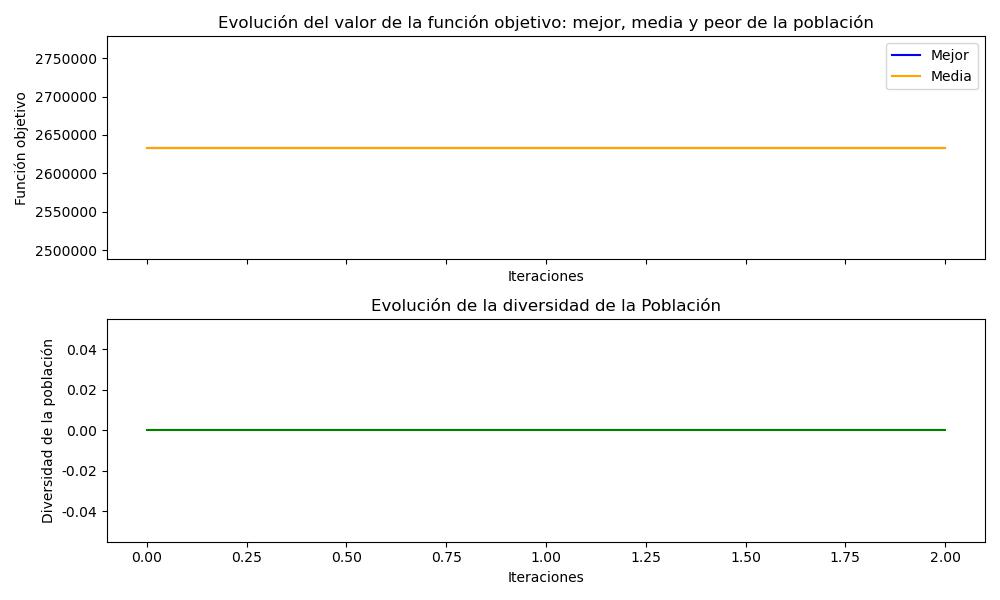 Evolución del valor de la función objetivo: mejor, media y peor de la población
Mejor
Media
2750000
2700000
2650000
2600000
2550000
2500000
Función objetivo
Iteraciones
Evolución de la diversidad de la Población
0.04
0.02
0.00
-0.02
-0.04
Diversidad de la población
0.00 0.25 0.50 0.75 1.00 1.25 1.50 1.75 2.00
Iteraciones